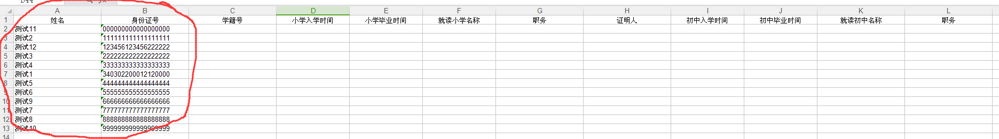 A B C D E F G H I J K L
1 姓名 身份证号 学籍号 小学入学时间 小学毕业时间 就读小学名称 职务 证明人 初中入学时间 初中毕业时间 就读初中名称 职务
2 测试11 000000000000000000
3 测试2 111111111111111111
4 测试12 123456123456222222
5 测试3 222222222222222222
6 测试4 333333333333333333
7 测试1 340302200012120000
8 测试5 444444444444444444
9 测试6 555555555555555555
10 测试9 666666666666666666
11 测试7 777777777777777777
12 测试8 888888888888888888
13 测试10 999999999999999999
14